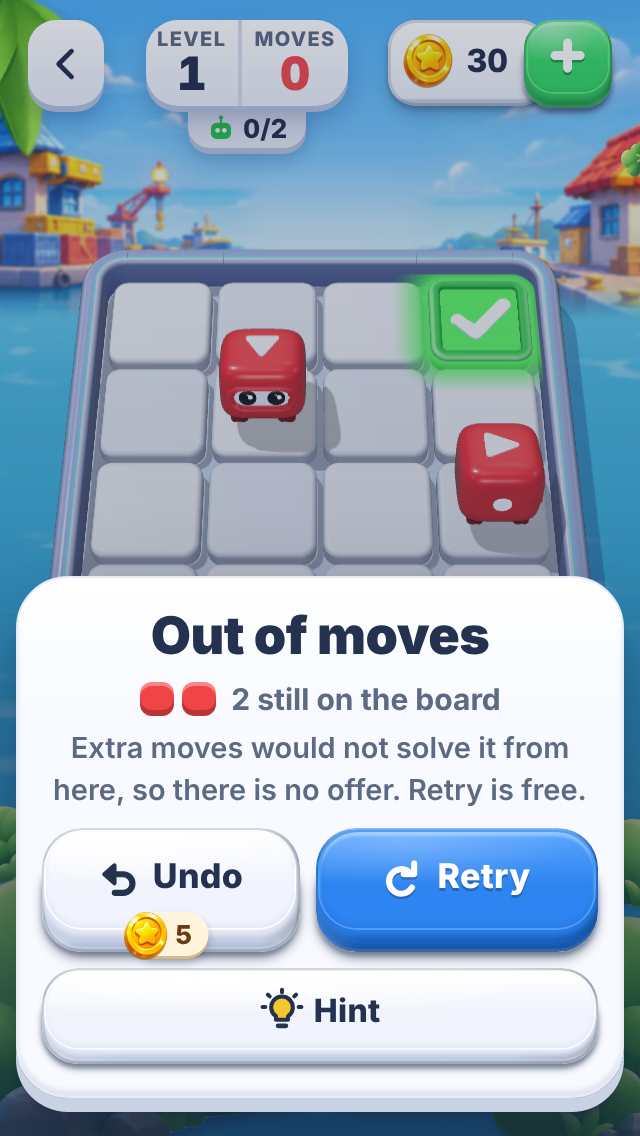 LEVEL
1
MOVES
0
30
0/2
Out of moves
2 still on the board
Extra moves would not solve it from
here, so there is no offer. Retry is free.
Undo
5
Retry
Hint